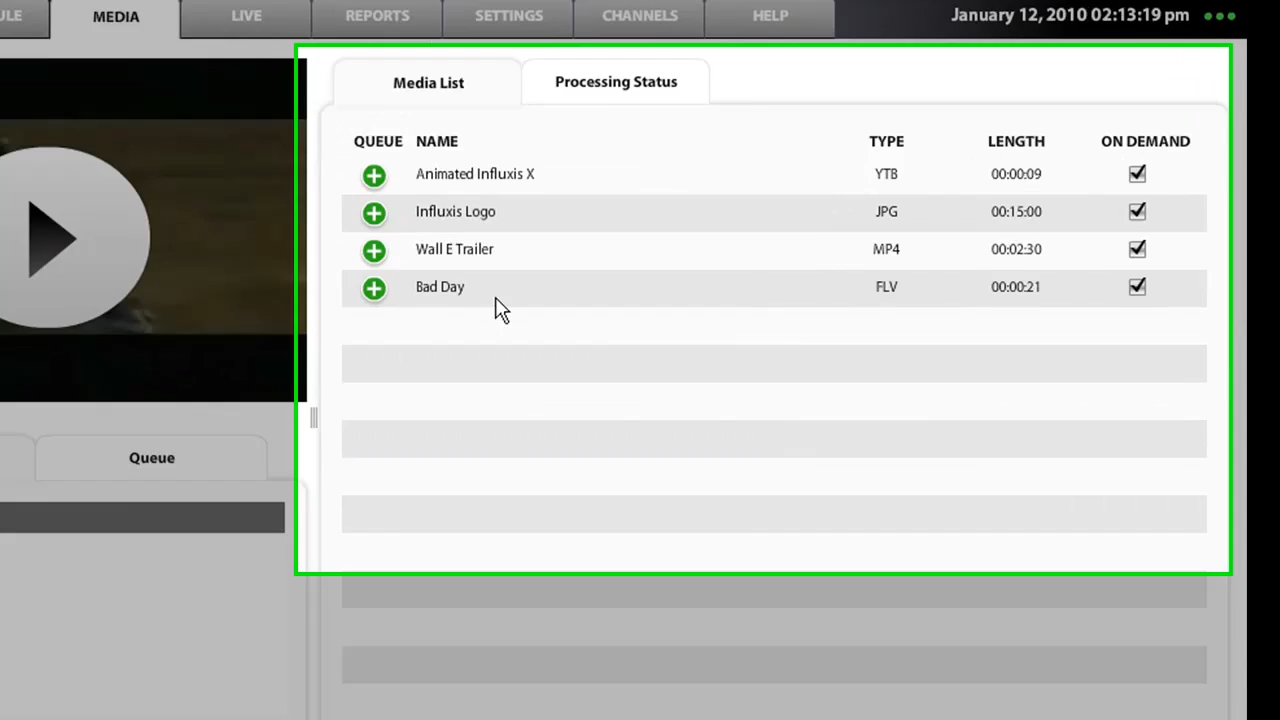 ULE MEDIA LIVE REPORTS SETTINGS CHANNELS HELP January 12, 2010 02:13:19 pm
Media List Processing Status
QUEUE NAME TYPE LENGTH ON DEMAND
Animated Influxis X YTB 00:00:09
Influxis Logo JPG 00:15:00
Wall E Trailer MP4 00:02:30
Bad Day FLV 00:00:21
Queue